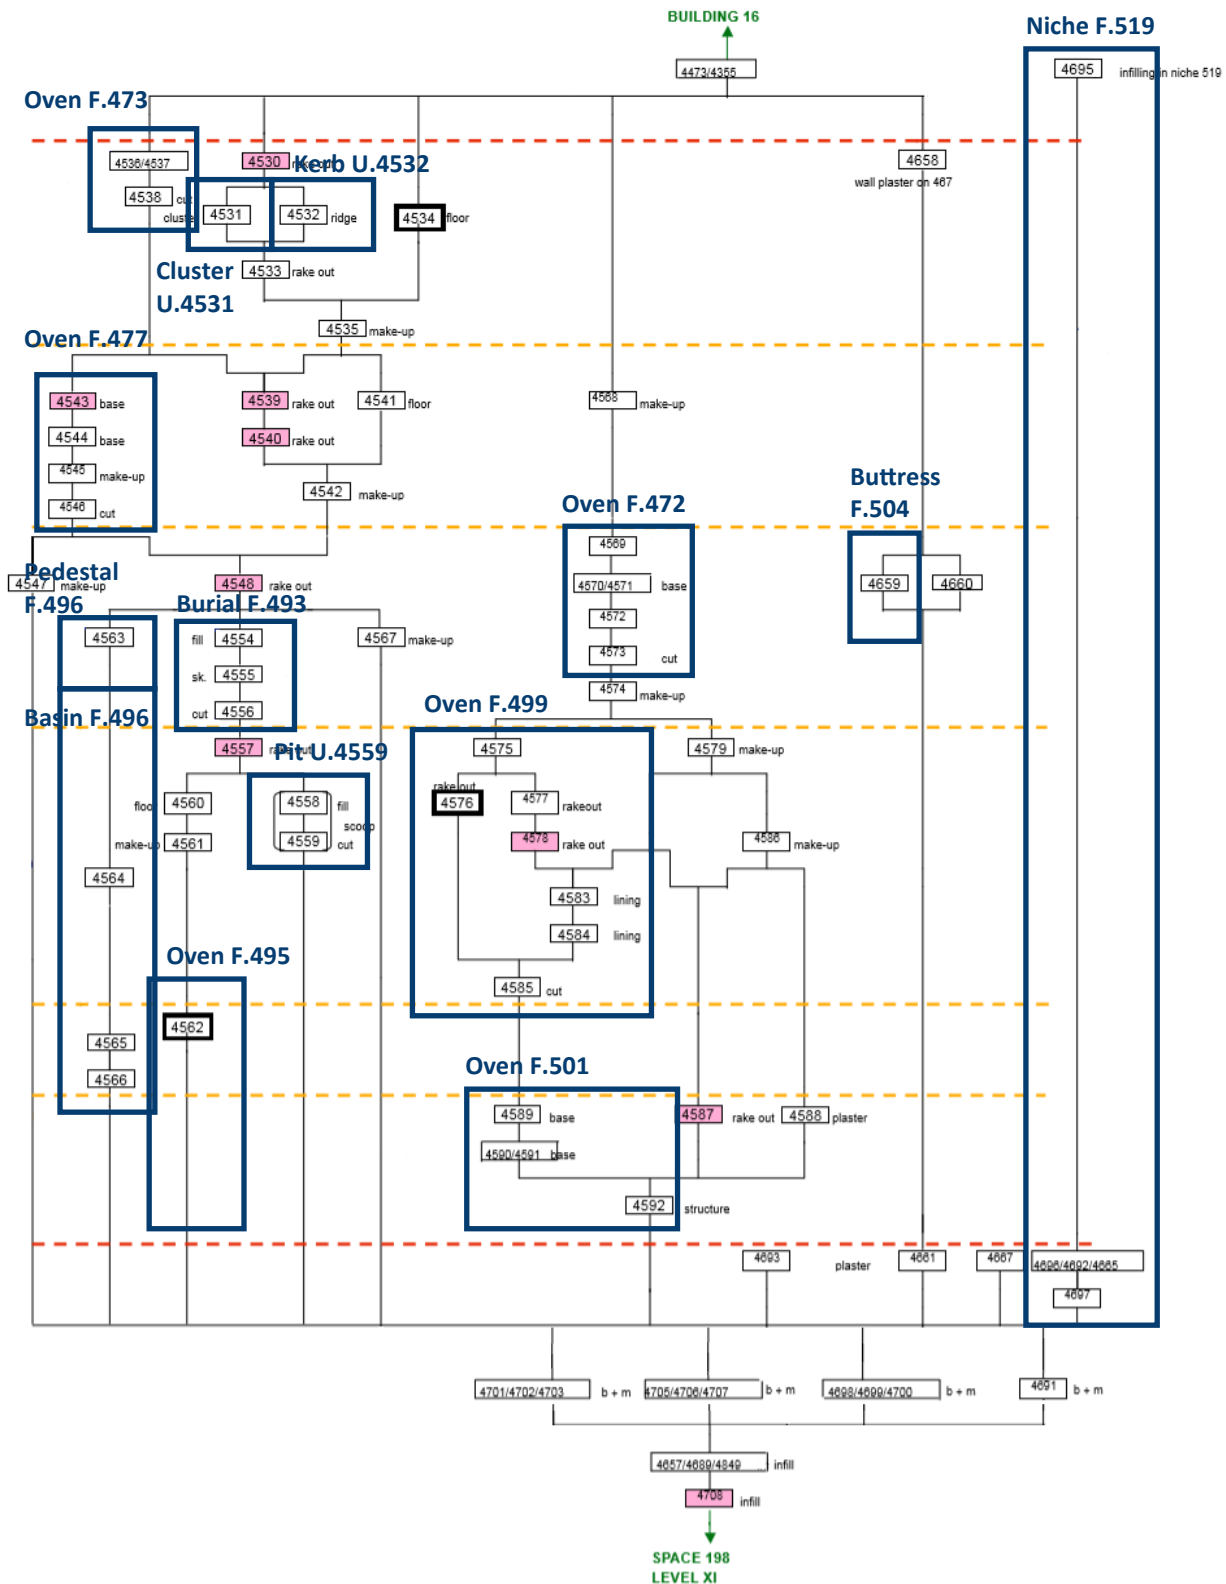 BUILDING 16
Niche F.519
4473/4355
4695
infilling in niche 519
Oven F.473
4536/4537
4530
rake out
Kerb U.4532
4658
wall plaster on 467
4538
cut
cluster
4531
4532
ridge
4534
floor
Cluster
U.4531
4533
rake out
4535
make-up
Oven F.477
4543
base
4539
rake out
4541
floor
4568
make-up
4544
base
4540
rake out
4545
make-up
4542
make-up
4546
cut
Oven F.472
Buttress
F.504
4569
4547
make-up
4548
rake out
4570/4571
base
4659
4660
Pedestal
F.496
Burial F.493
4572
4563
fill
4554
4567
make-up
4573
cut
sk.
4555
4574
make-up
cut
4556
Basin F.496
Oven F.499
4557
rake out
Pit U.4559
4575
4579
make-up
floor
4560
4558
fill
rake out
4576
4577
rakeout
scoop
make-up
4561
4559
cut
4578
rake out
4586
make-up
4564
4583
lining
4584
lining
Oven F.495
4585
cut
4562
4565
Oven F.501
4566
4589
base
4587
rake out
4588
plaster
4590/4591
base
4592
structure
4693
plaster
4661
4667
4696/4692/4665
4697
4701/4702/4703
b + m
4705/4706/4707
b + m
4698/4699/4700
b + m
4691
b + m
4657/4689/4849
infill
4708
infill
SPACE 198
LEVEL XI